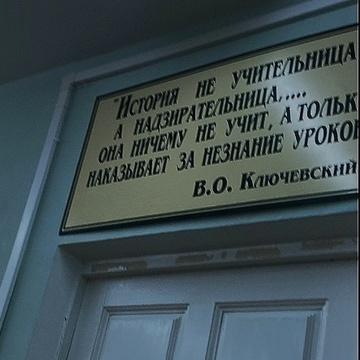 "История не учительница
а надзирательница,....
она ничему не учит, а тольк
наказывает за незнание уроко
В.О. Ключевский